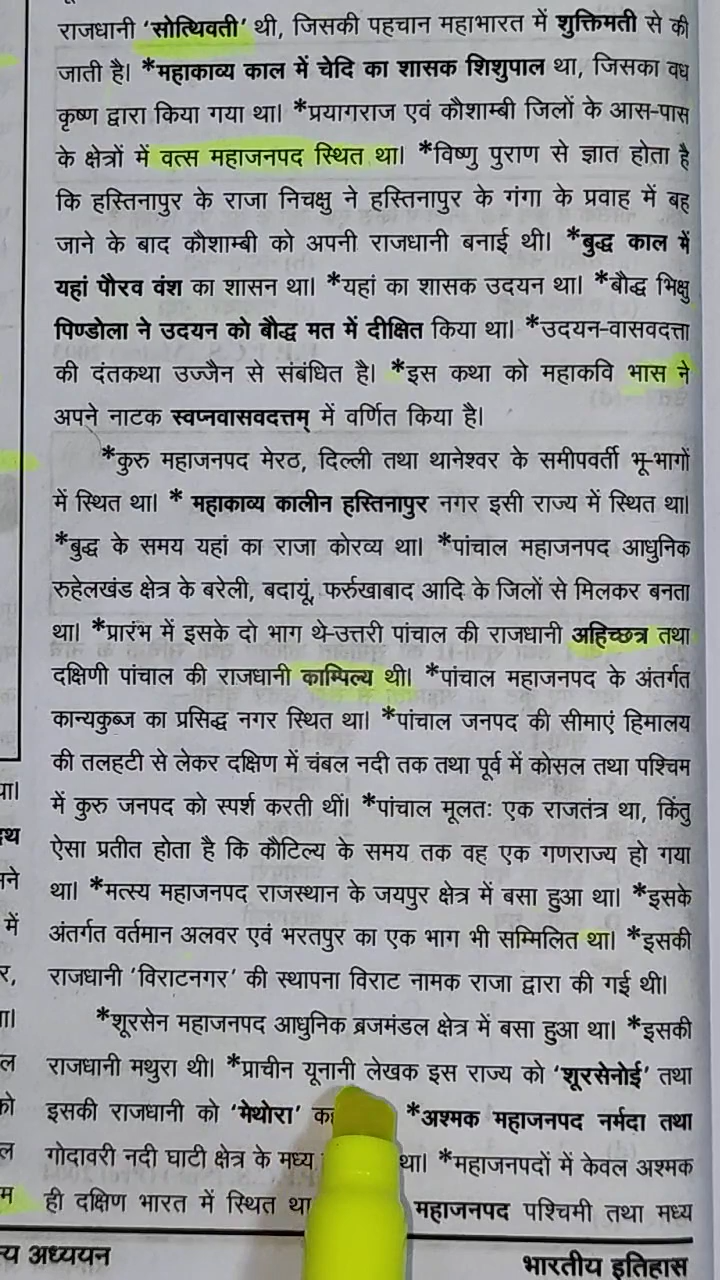 राजधानी ‘सोत्थिवती’ थी, जिसकी पहचान महाभारत में शुक्तिमती से की
जाती है। *महाकाव्य काल में चेदि का शासक शिशुपाल था, जिसका वध
कृष्ण द्वारा किया गया था। *प्रयागराज एवं कौशाम्बी जिलों के आस-पास
के क्षेत्रों में वत्स महाजनपद स्थित था। *विष्णु पुराण से ज्ञात होता है
कि हस्तिनापुर के राजा निचक्षु ने हस्तिनापुर के गंगा के प्रवाह में बह
जाने के बाद कौशाम्बी को अपनी राजधानी बनाई थी। *बुद्ध काल में
यहां पौरव वंश का शासन था। *यहां का शासक उदयन था। *बौद्ध भिक्षु
पिण्डोला ने उदयन को बौद्ध मत में दीक्षित किया था। *उदयन-वासवदत्ता
की दंतकथा उज्जैन से संबंधित है। *इस कथा को महाकवि भास ने
अपने नाटक स्वप्नवासवदत्तम् में वर्णित किया है।
*कुरु महाजनपद मेरठ, दिल्ली तथा थानेश्वर के समीपवर्ती भू-भागों
में स्थित था। * महाकाव्य कालीन हस्तिनापुर नगर इसी राज्य में स्थित था।
*बुद्ध के समय यहां का राजा कोरव्य था। *पांचाल महाजनपद आधुनिक
रुहेलखंड क्षेत्र के बरेली, बदायूं, फर्रुखाबाद आदि के जिलों से मिलकर बनता
था। *प्रारंभ में इसके दो भाग थे-उत्तरी पांचाल की राजधानी अहिच्छत्र तथा
दक्षिणी पांचाल की राजधानी काम्पिल्य थी। *पांचाल महाजनपद के अंतर्गत
कान्यकुब्ज का प्रसिद्ध नगर स्थित था। *पांचाल जनपद की सीमाएं हिमालय
की तलहटी से लेकर दक्षिण में चंबल नदी तक तथा पूर्व में कोसल तथा पश्चिम
में कुरु जनपद को स्पर्श करती थीं। *पांचाल मूलतः एक राजतंत्र था, किंतु
ऐसा प्रतीत होता है कि कौटिल्य के समय तक वह एक गणराज्य हो गया
था। *मत्स्य महाजनपद राजस्थान के जयपुर क्षेत्र में बसा हुआ था। *इसके
अंतर्गत वर्तमान अलवर एवं भरतपुर का एक भाग भी सम्मिलित था। *इसकी
राजधानी ‘विराटनगर’ की स्थापना विराट नामक राजा द्वारा की गई थी।
*शूरसेन महाजनपद आधुनिक ब्रजमंडल क्षेत्र में बसा हुआ था। *इसकी
राजधानी मथुरा थी। *प्राचीन यूनानी लेखक इस राज्य को ‘शूरसेनोई’ तथा
इसकी राजधानी को ‘मेथोरा’ *अश्मक महाजनपद नर्मदा तथा
गोदावरी नदी घाटी क्षेत्र के मध्य था। *महाजनपदों में केवल अश्मक
ही दक्षिण भारत में स्थित महाजनपद पश्चिमी तथा मध्य
अध्ययन
भारतीय इतिहास